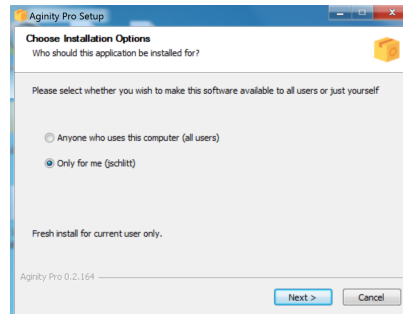 Aginity Pro Setup
Choose Installation Options
Who should this application be installed for?
Please select whether you wish to make this software available to all users or just yourself
Anyone who uses this computer (all users)
Only for me (jschlitt)
Fresh install for current user only.
Aginity Pro 0.2.164
Next >
Cancel